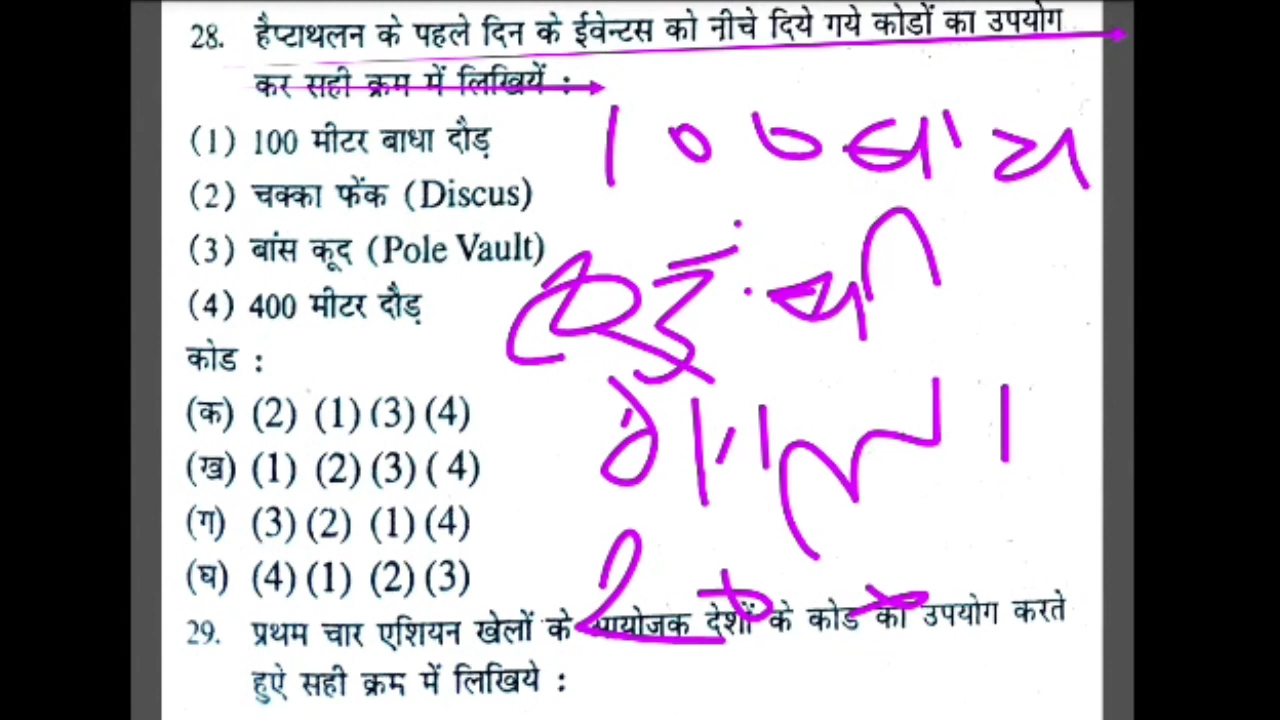 28. हैप्टाथलन के पहले दिन के ईवेन्टस को नीचे दिये गये कोडों का उपयोग
कर सही क्रम में लिखियें :
(1) 100 मीटर बाधा दौड़
100 बाधा
(2) चक्का फेंक (Discus)
(3) बांस कूद (Pole Vault)
(4) 400 मीटर दौड़
कोड :
(क) (2) (1) (3) (4)
गोला
(ख) (1) (2) (3) (4)
(ग) (3) (2) (1) (4)
(घ) (4) (1) (2) (3)
200
29. प्रथम चार एशियन खेलों के आयोजक देशों के कोड का उपयोग करते
हुऐ सही क्रम में लिखिये :